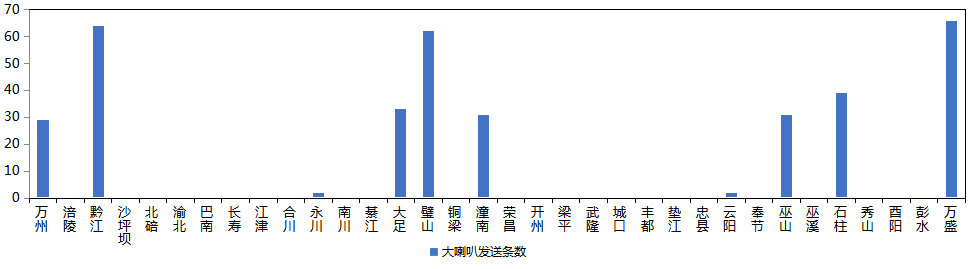 70
60
50
40
30
20
10
0
万州
涪陵
黔江
沙坪坝
北碚
渝北
巴南
长寿
江津
合川
永川
南川
綦江
大足
璧山
铜梁
潼南
荣昌
开州
梁平
武隆
城口
丰都
垫江
忠县
云阳
奉节
巫山
巫溪
石柱
秀山
酉阳
彭水
万盛
大喇叭发送条数